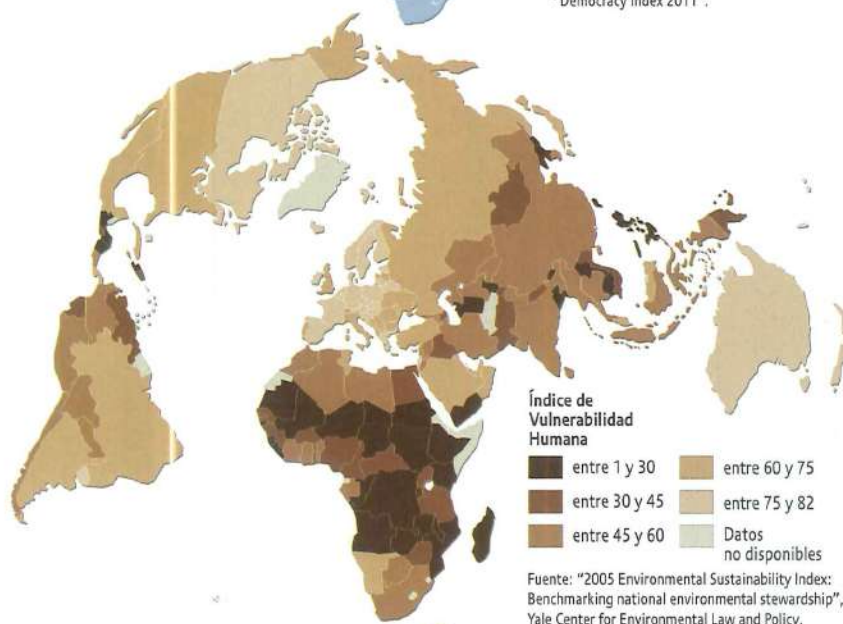 Democracy Index 2011".
Índice de
Vulnerabilidad
Humana
entre 1 y 30
entre 30 y 45
entre 45 y 60
entre 60 y 75
entre 75 y 82
Datos
no disponibles
Fuente: "2005 Environmental Sustainability Index:
Benchmarking national environmental stewardship",
Yale Center for Environmental Law and Policy.